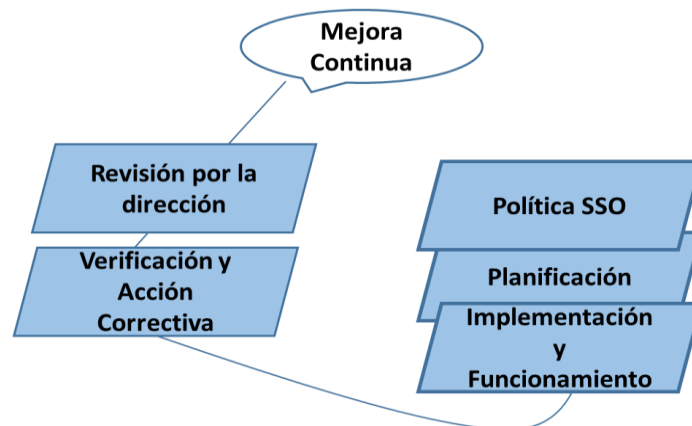 Mejora
Continua
Revisión por la
dirección
Verificación y
Acción
Correctiva
Política SSO
Planificación
Implementación
y
Funcionamiento